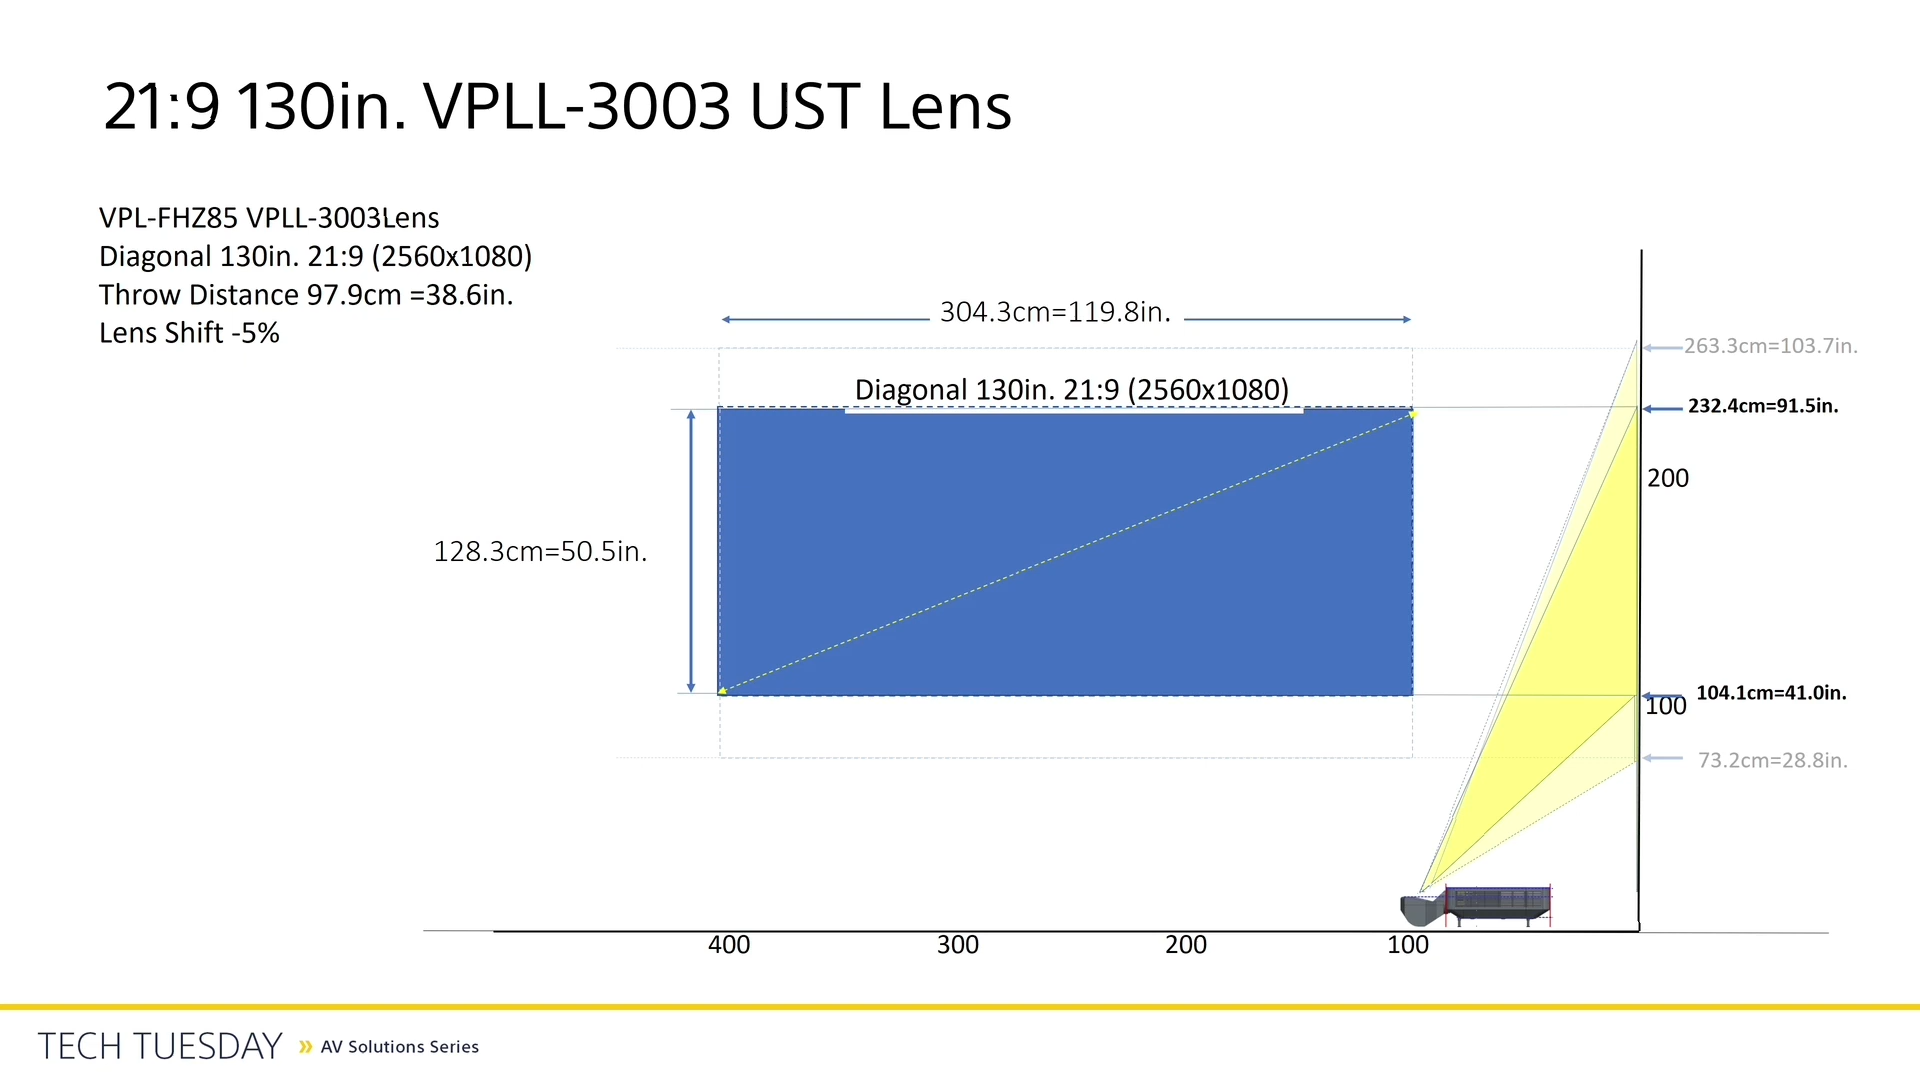 21:9 130in. VPLL-3003 UST Lens
VPL-FHZ85 VPLL-3003Lens
Diagonal 130in. 21:9 (2560x1080)
Throw Distance 97.9cm =38.6in.
Lens Shift -5%
304.3cm=119.8in.
263.3cm=103.7in.
Diagonal 130in. 21:9 (2560x1080)
232.4cm=91.5in.
200
128.3cm=50.5in.
104.1cm=41.0in.
100
73.2cm=28.8in.
400 300 200 100
TECH TUESDAY » AV Solutions Series